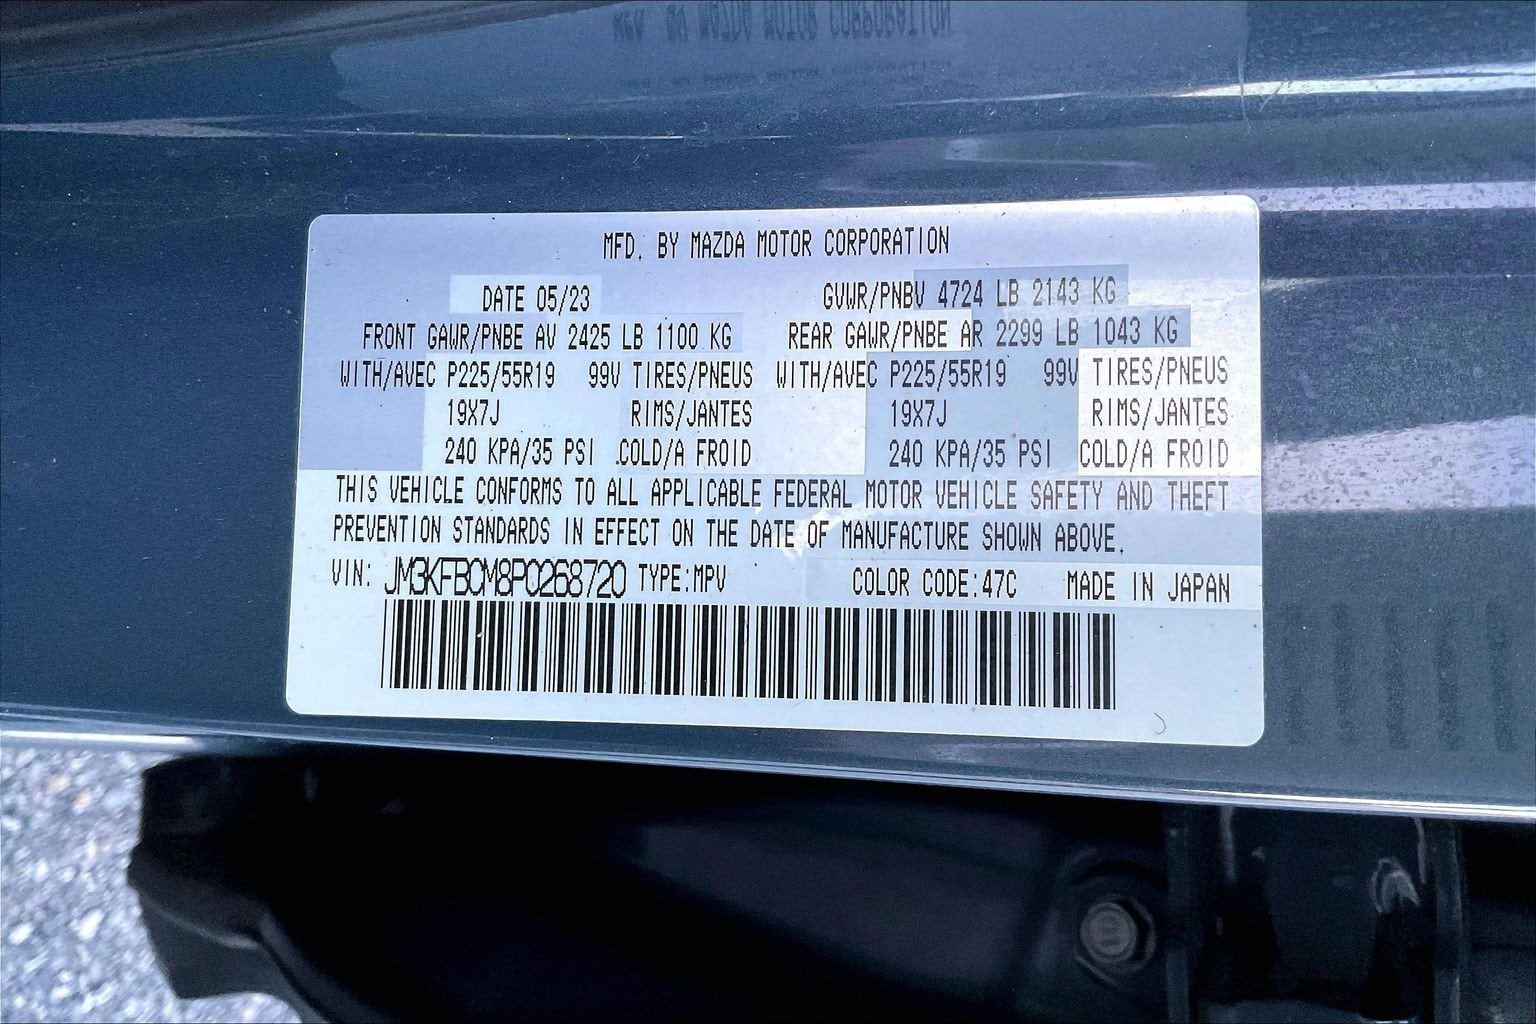 MFD. BY MAZDA MOTOR CORPORATION
DATE 05/23 GVWR/PNBV 4724 LB 2143 KG
FRONT GAWR/PNBE AV 2425 LB 1100 KG REAR GAWR/PNBE AR 2299 LB 1043 KG
WITH/AVEC P225/55R19 99V TIRES/PNEUS WITH/AVEC P225/55R19 99V TIRES/PNEUS
19X7J RIMS/JANTES 19X7J RIMS/JANTES
240 KPA/35 PSI COLD/A FROID 240 KPA/35 PSI COLD/A FROID
THIS VEHICLE CONFORMS TO ALL APPLICABLE FEDERAL MOTOR VEHICLE SAFETY AND THEFT
PREVENTION STANDARDS IN EFFECT ON THE DATE OF MANUFACTURE SHOWN ABOVE.
VIN: JM3KFBCM8P0268720 TYPE:MPV COLOR CODE:47C MADE IN JAPAN